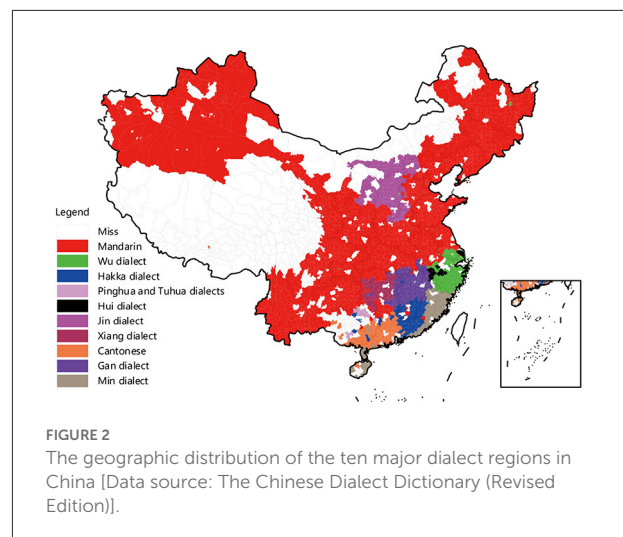 Legend
Miss
Mandarin
Wu dialect
Hakka dialect
Pinghua and Tuhua dialects
Hui dialect
Jin dialect
Xiang dialect
Cantonese
Gan dialect
Min dialect
FIGURE 2
The geographic distribution of the ten major dialect regions in
China [Data source: The Chinese Dialect Dictionary (Revised
Edition)].